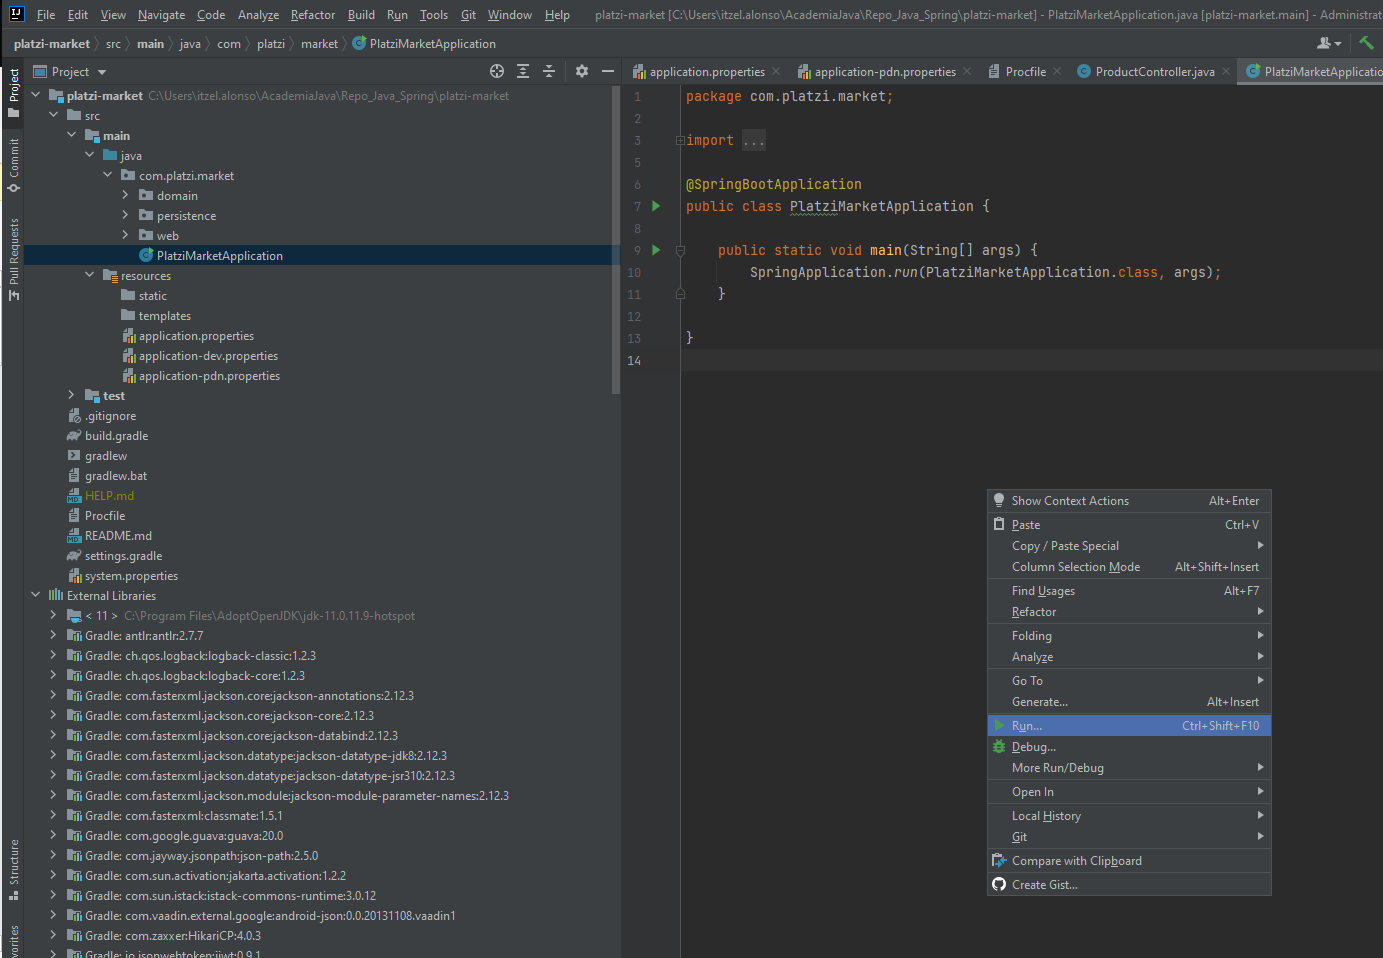 File Edit View Navigate Code Analyze Refactor Build Run Tools Git Window Help platzi-market [C:\Users\itzel.alonso\AcademiaJava\Repo_Java_Spring\platzi-market] - PlatziMarketApplication.java [platzi-market.main] - Administrat
platzi-market src main java com platzi market PlatziMarketApplication
Project
Commit
Pull Requests
Structure
Project
platzi-market C:\Users\itzel.alonso\AcademiaJava\Repo_Java_Spring\platzi-market
src
main
java
com.platzi.market
domain
persistence
web
PlatziMarketApplication
resources
static
templates
application.properties
application-dev.properties
application-pdn.properties
test
.gitignore
build.gradle
gradlew
gradlew.bat
HELP.md
Procfile
README.md
settings.gradle
system.properties
External Libraries
< 11 > C:\Program Files\AdoptOpenJDK\jdk-11.0.11.9-hotspot
Gradle: antlr:antlr:2.7.7
Gradle: ch.qos.logback:logback-classic:1.2.3
Gradle: ch.qos.logback:logback-core:1.2.3
Gradle: com.fasterxml.jackson.core:jackson-annotations:2.12.3
Gradle: com.fasterxml.jackson.core:jackson-core:2.12.3
Gradle: com.fasterxml.jackson.core:jackson-databind:2.12.3
Gradle: com.fasterxml.jackson.datatype:jackson-datatype-jdk8:2.12.3
Gradle: com.fasterxml.jackson.datatype:jackson-datatype-jsr310:2.12.3
Gradle: com.fasterxml.jackson.module:jackson-module-parameter-names:2.12.3
Gradle: com.fasterxml:classmate:1.5.1
Gradle: com.google.guava:guava:20.0
Gradle: com.jayway.jsonpath:json-path:2.5.0
Gradle: com.sun.activation:jakarta.activation:1.2.2
Gradle: com.sun.istack:istack-commons-runtime:3.0.12
Gradle: com.vaadin.external.google:android-json:0.0.20131108.vaadin1
Gradle: com.zaxxer:HikariCP:4.0.3
Gradle: io.jsonwebtoken:jjwt:0.9.1
application.properties application-pdn.properties Procfile ProductController.java PlatziMarketApplicatio
1 package com.platzi.market;
2
3 import ...
5
6 @SpringBootApplication
7 public class PlatziMarketApplication {
8
9 public static void main(String[] args) {
10 SpringApplication.run(PlatziMarketApplication.class, args);
11 }
12
13 }
14
Show Context Actions Alt+Enter
Paste Ctrl+V
Copy / Paste Special
Column Selection Mode Alt+Shift+Insert
Find Usages Alt+F7
Refactor
Folding
Analyze
Go To
Generate... Alt+Insert
Run... Ctrl+Shift+F10
Debug...
More Run/Debug
Open In
Local History
Git
Compare with Clipboard
Create Gist...